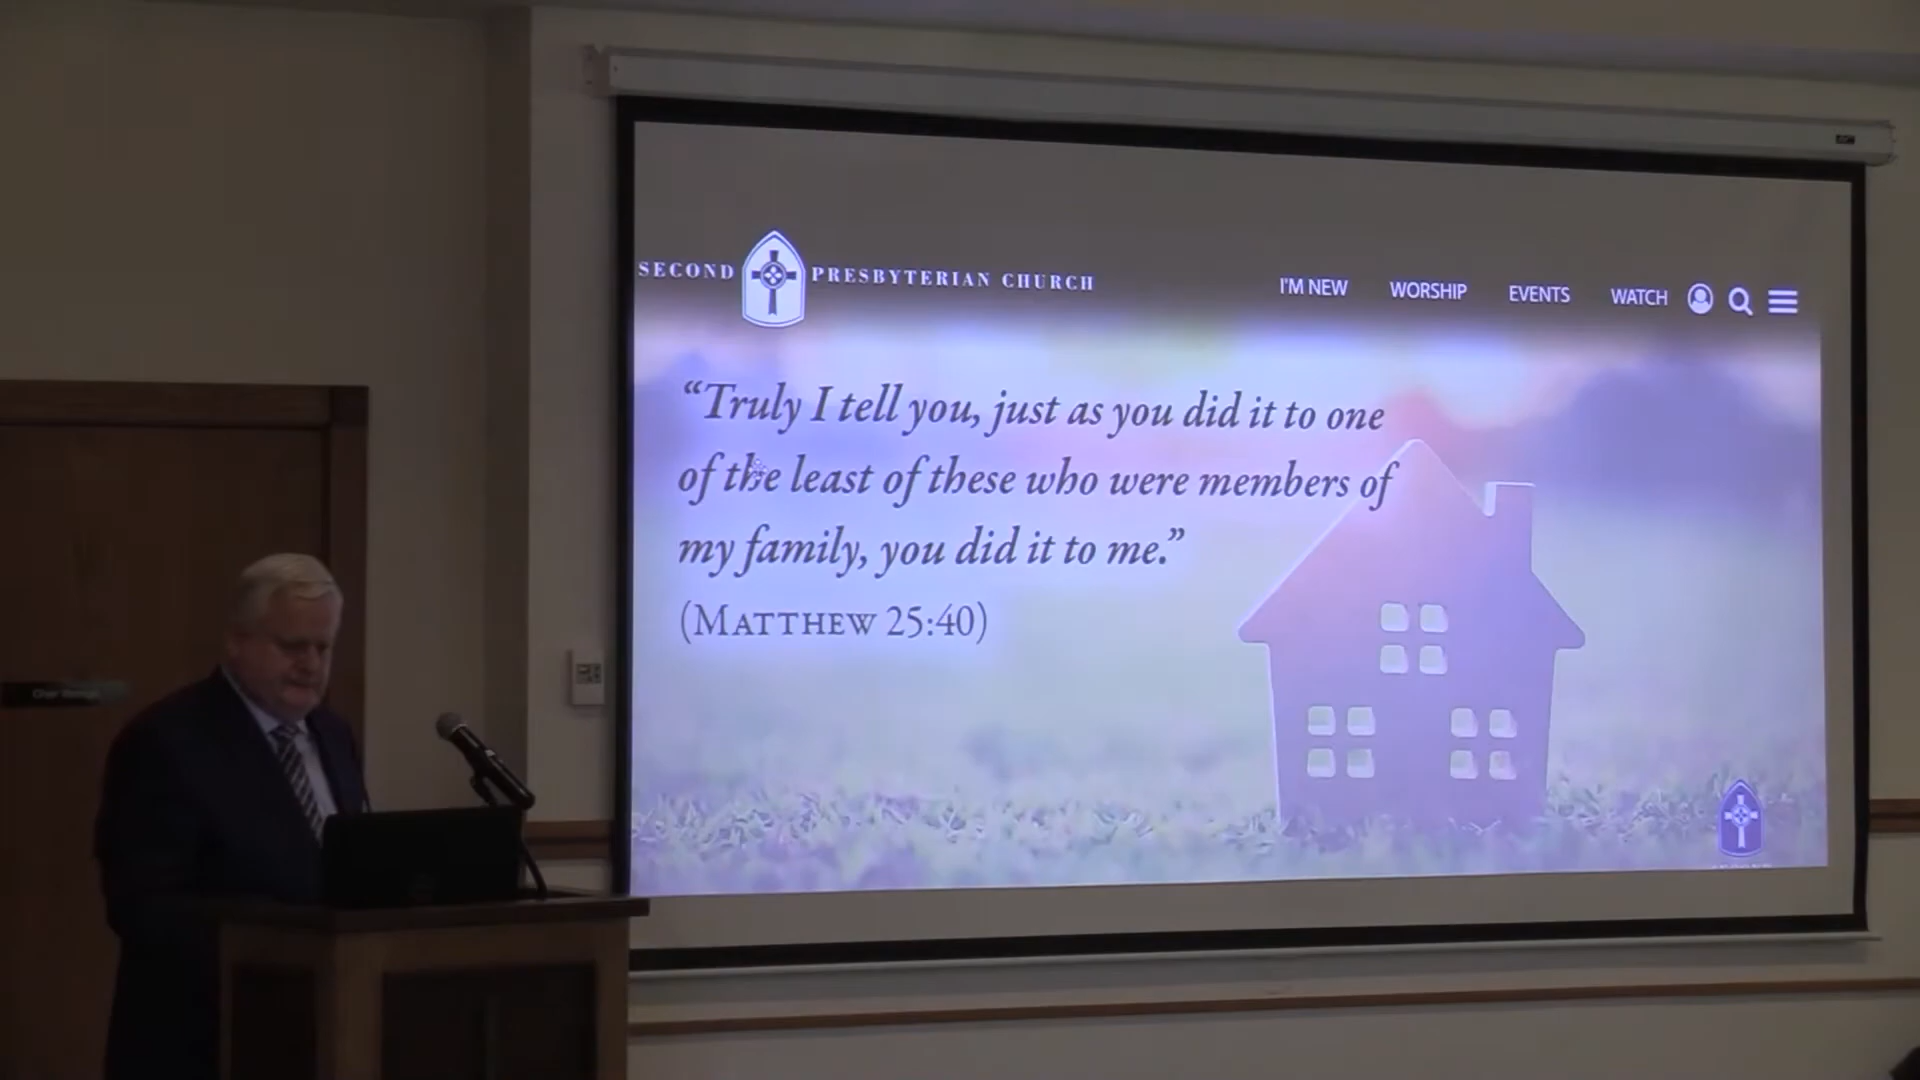 SECOND PRESBYTERIAN CHURCH
I'M NEW WORSHIP EVENTS WATCH
“Truly I tell you, just as you did it to one
of the least of these who were members of
my family, you did it to me.”
(MATTHEW 25:40)